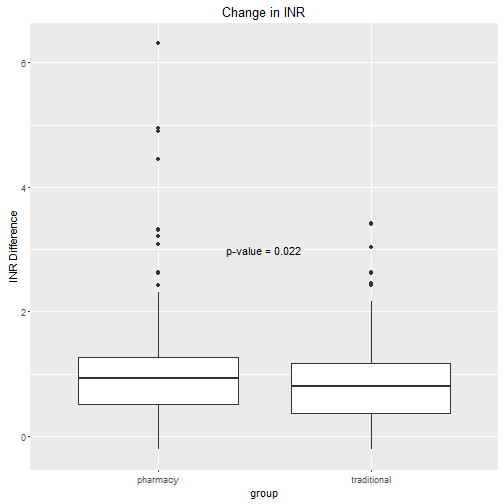 Change in INR
INR Difference
6
4
2
0
p-value = 0.022
pharmacy
traditional
group